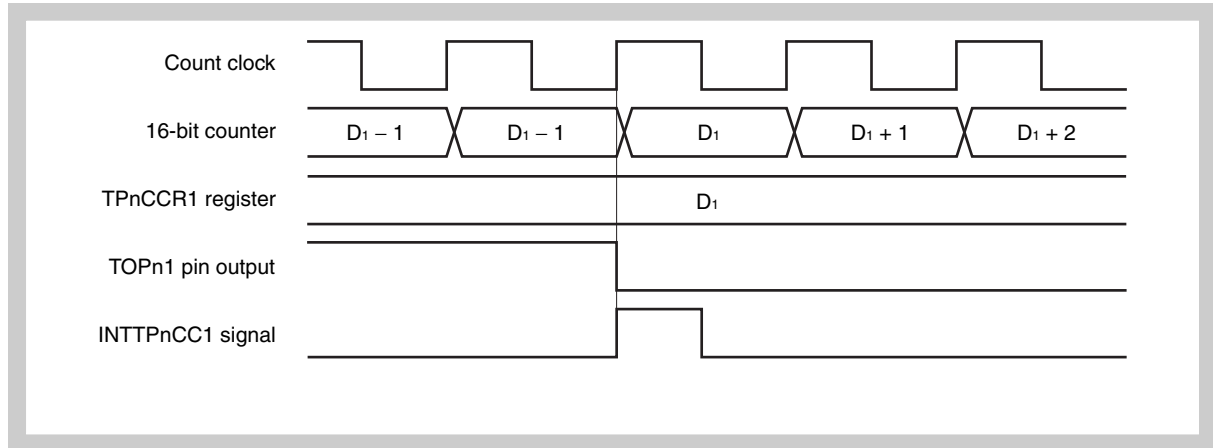 Count clock
16-bit counter D₁ − 1 D₁ − 1 D₁ D₁ + 1 D₁ + 2
TPnCCR1 register D₁
TOPn1 pin output
INTTPnCC1 signal